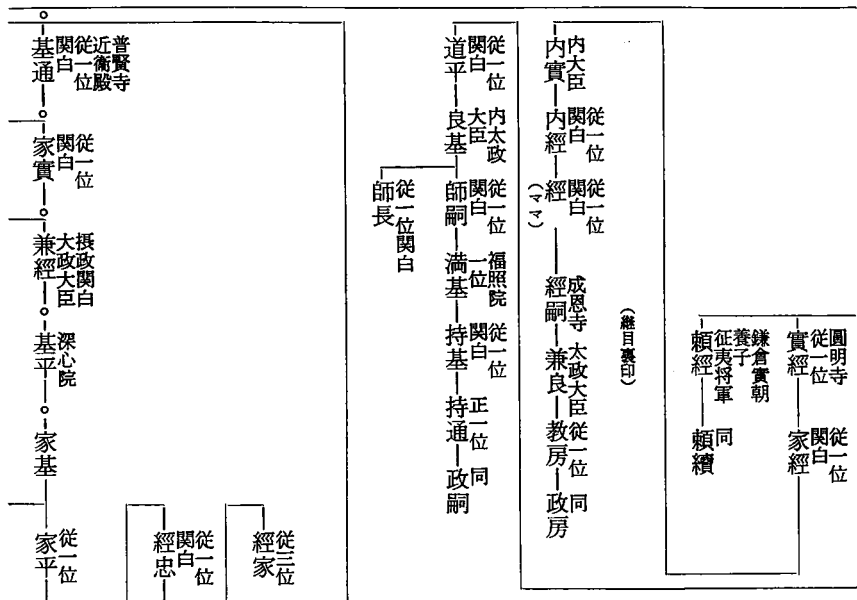 圓明寺
従一位
實經
従一位
関白
家經
鎌倉實朝
養子
征夷将軍
頼經
同
頼續
(継目裏印)
内大臣
内實
従一位
関白
内經
従一位
関白
經
(ママ)
成恩寺
經嗣
太政大臣
兼良
従一位
教房
同
政房
従一位
関白
道平
内太政
大臣
良基
従一位
関白
師嗣
福照院
一位
満基
従一位
関白
持基
正一位
持通
同
政嗣
従一位関白
師長
普賢寺
近衛殿
従一位
関白
基通
従一位
関白
家實
摂政関白
大政大臣
兼經
深心院
基平
家基
従三位
經家
従一位
関白
經忠
従一位
家平